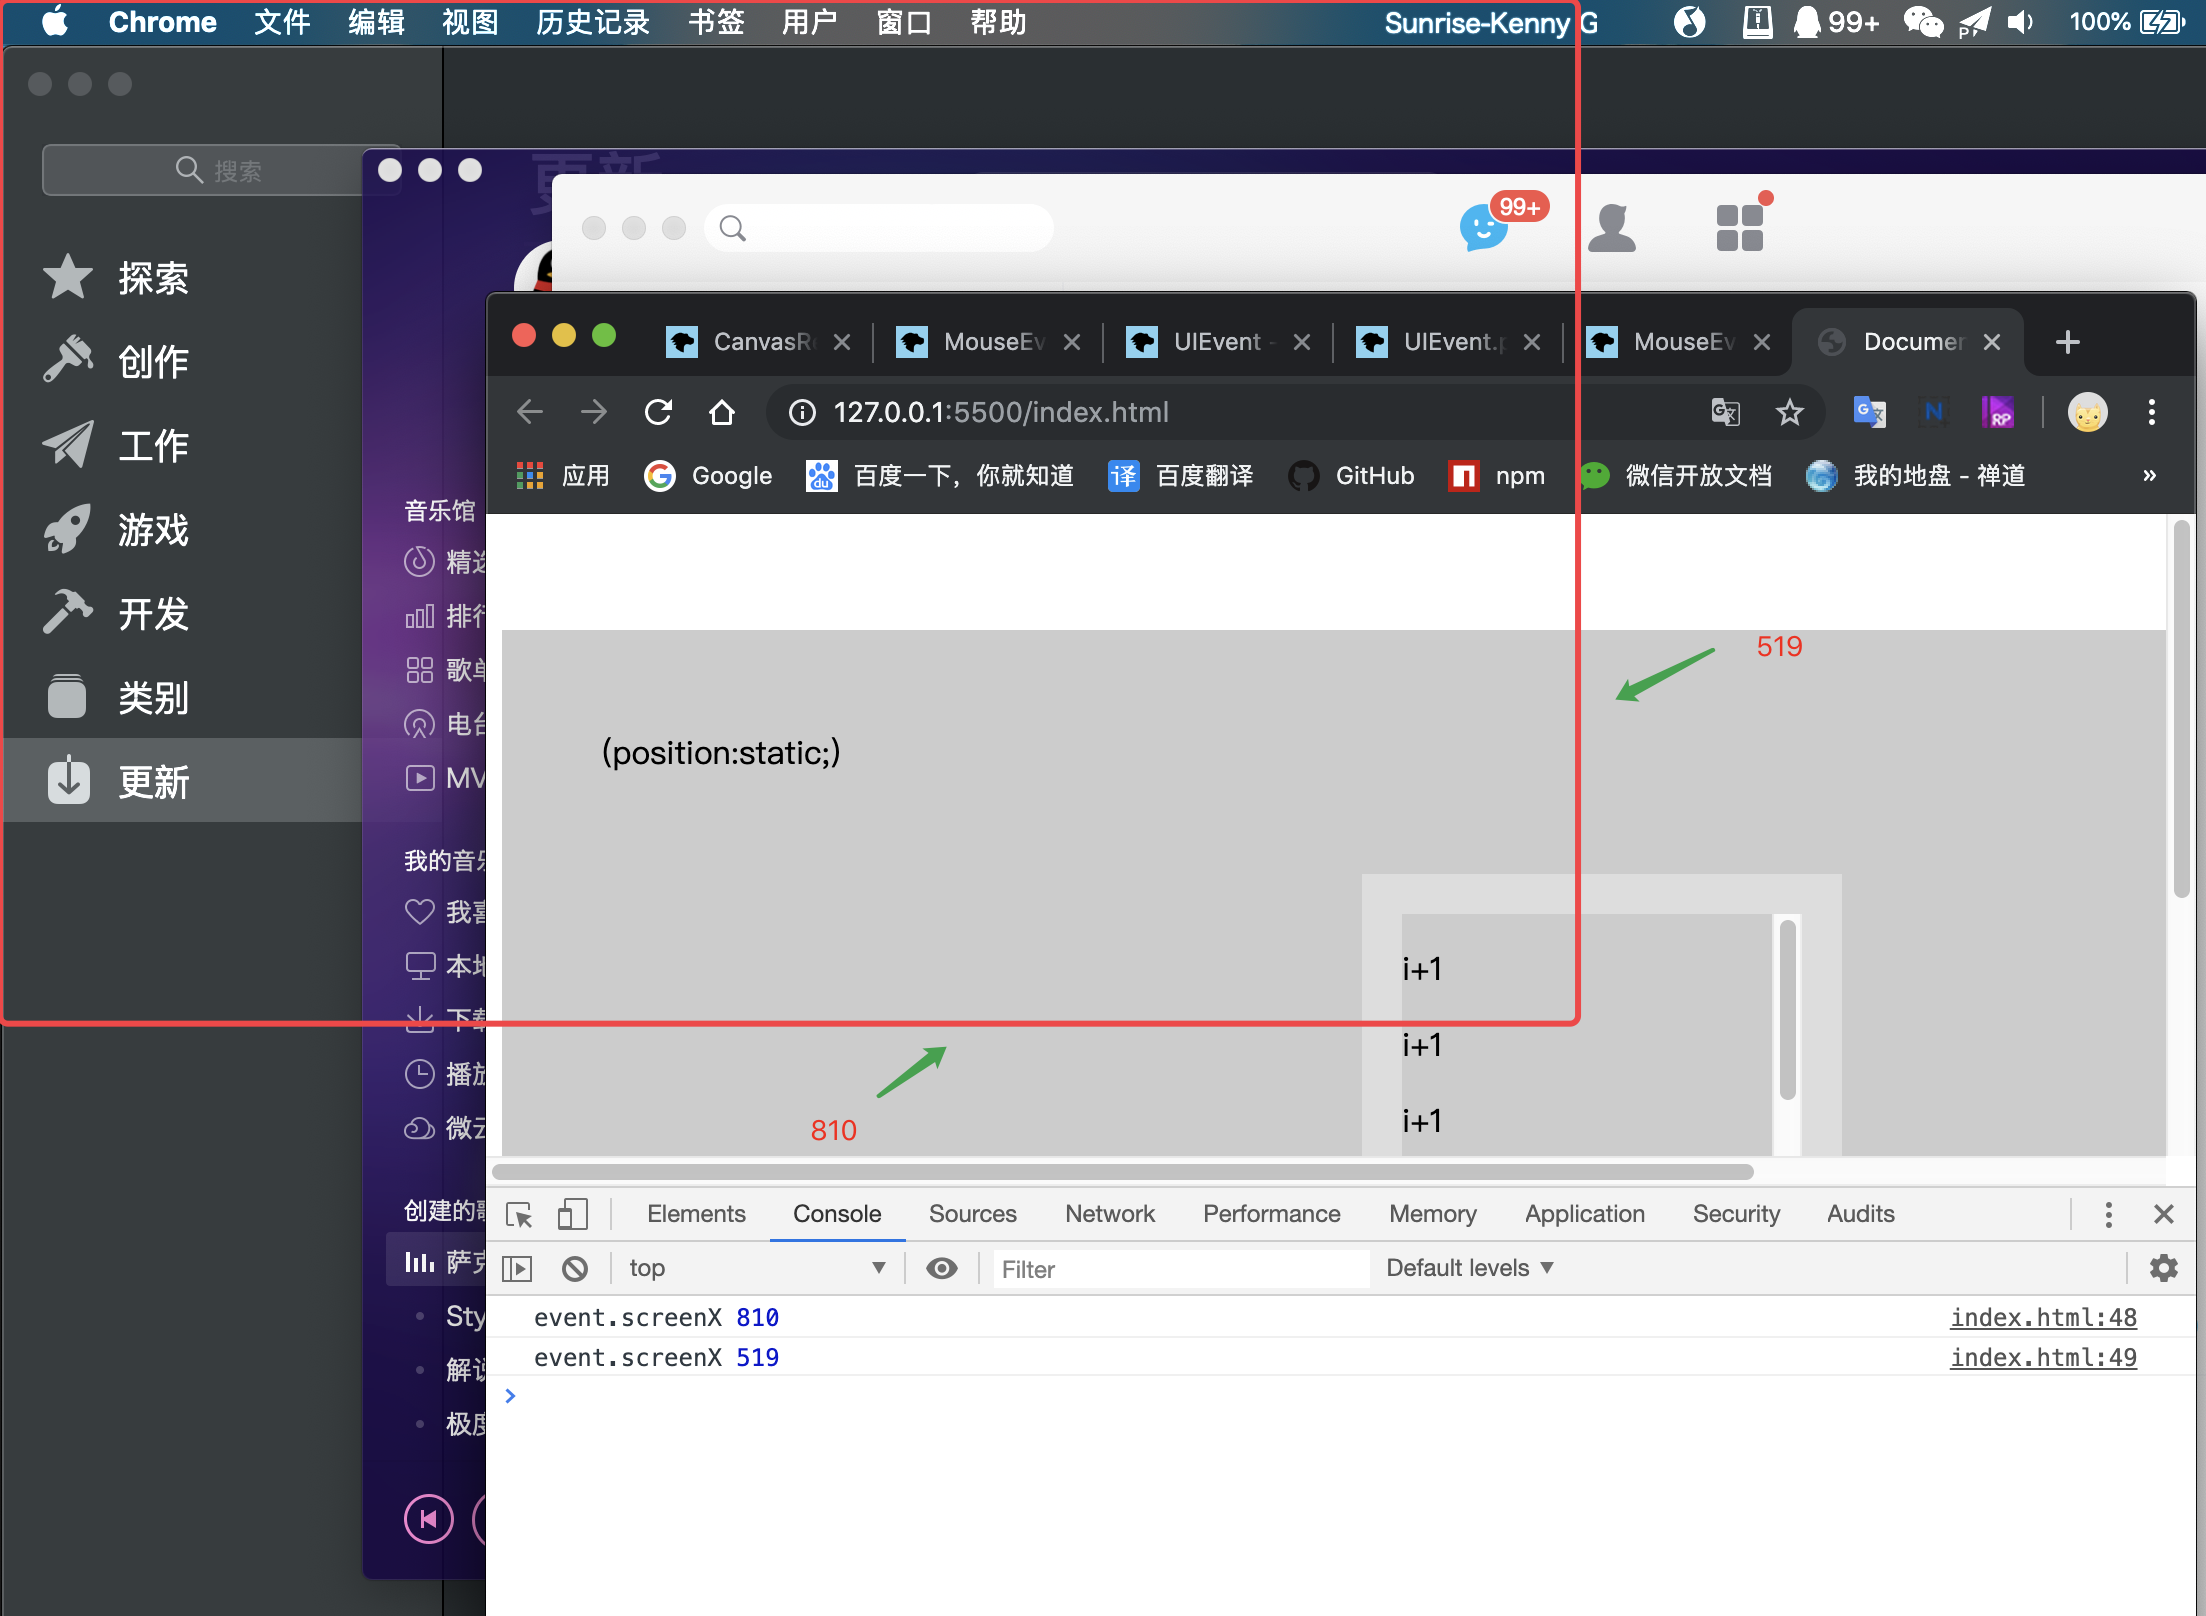 Chrome 文件 编辑 视图 历史记录 书签 用户 窗口 帮助 Sunrise-Kenny G 99+ P 100%
搜索
更新
99+
探索
创作
工作
游戏
开发
类别
更新
音乐馆
精选
排行
歌单
电台
MV
我的音乐
我喜
本地
下载
播放
微云
创建的歌
萨克
Sty
解说
极度
CanvasRe MouseEv UIEvent - UIEvent.p MouseEv Documen
127.0.0.1:5500/index.html
N RP
应用 Google du 百度一下，你就知道 译 百度翻译 GitHub npm 微信开放文档 我的地盘 - 禅道 »
519
(position:static;)
i+1
i+1
i+1
810
Elements Console Sources Network Performance Memory Application Security Audits
top Filter Default levels
event.screenX 810 index.html:48
event.screenX 519 index.html:49